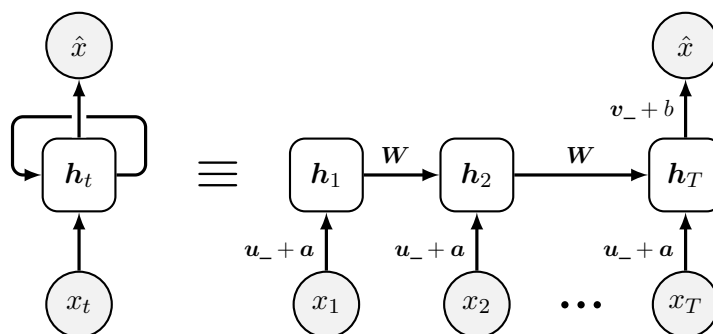 x̂ x̂
v_ + b
h_t ≡ h_1 W h_2 W h_T
u_ + a u_ + a u_ + a
x_t x_1 x_2 ... x_T